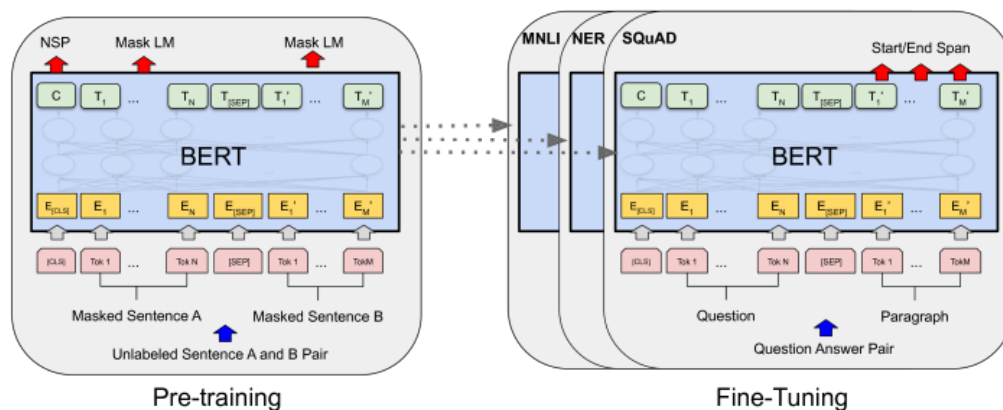 NSP Mask LM Mask LM
C T1 ... TN T[SEP] T1' ... TM'
BERT
E[CLS] E1 ... EN E[SEP] E1' ... EM'
[CLS] Tok 1 ... Tok N [SEP] Tok 1 ... TokM
Masked Sentence A Masked Sentence B
Unlabeled Sentence A and B Pair
Pre-training
MNLI NER SQuAD
Start/End Span
C T1 ... TN T[SEP] T1' ... TM'
BERT
E[CLS] E1 ... EN E[SEP] E1' ... EM'
[CLS] Tok 1 ... Tok N [SEP] Tok 1 ... TokM
Question Paragraph
Question Answer Pair
Fine-Tuning